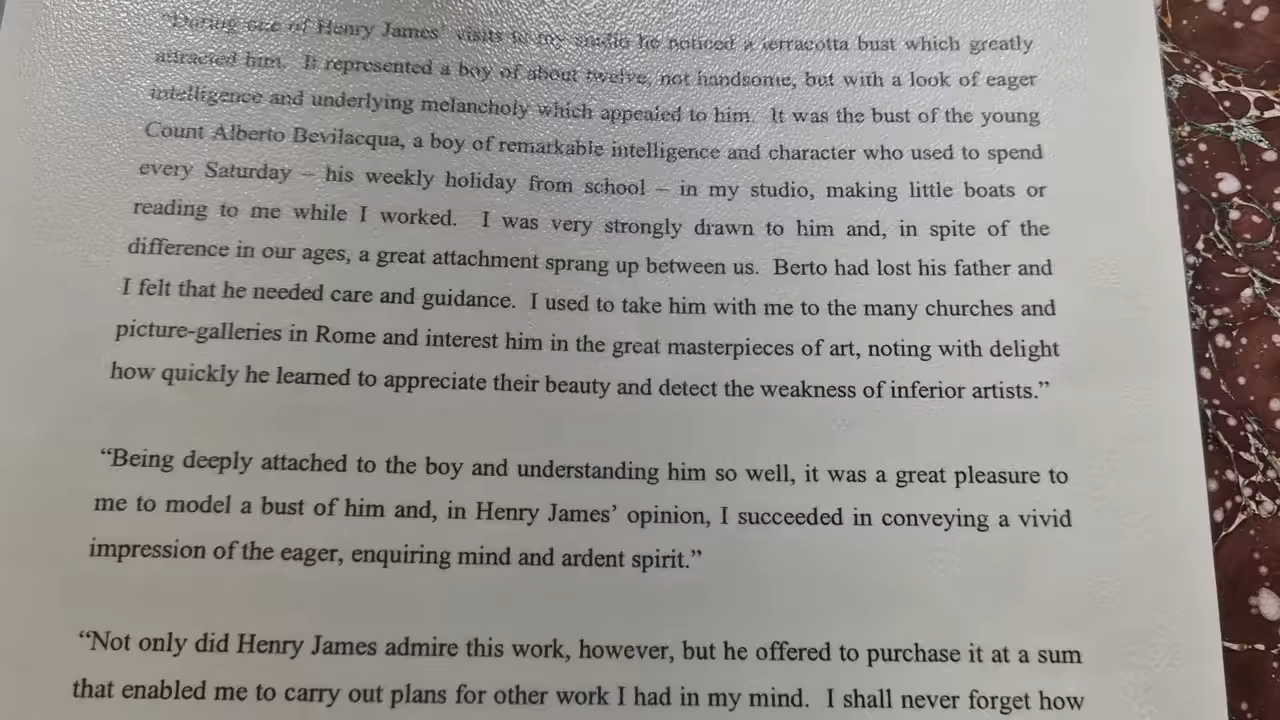 “During one of Henry James’ visits to my studio he noticed a terracotta bust which greatly
attracted him. It represented a boy of about twelve, not handsome, but with a look of eager
intelligence and underlying melancholy which appealed to him. It was the bust of the young
Count Alberto Bevilacqua, a boy of remarkable intelligence and character who used to spend
every Saturday – his weekly holiday from school – in my studio, making little boats or
reading to me while I worked. I was very strongly drawn to him and, in spite of the
difference in our ages, a great attachment sprang up between us. Berto had lost his father and
I felt that he needed care and guidance. I used to take him with me to the many churches and
picture-galleries in Rome and interest him in the great masterpieces of art, noting with delight
how quickly he learned to appreciate their beauty and detect the weakness of inferior artists.”
“Being deeply attached to the boy and understanding him so well, it was a great pleasure to
me to model a bust of him and, in Henry James’ opinion, I succeeded in conveying a vivid
impression of the eager, enquiring mind and ardent spirit.”
“Not only did Henry James admire this work, however, but he offered to purchase it at a sum
that enabled me to carry out plans for other work I had in my mind. I shall never forget how